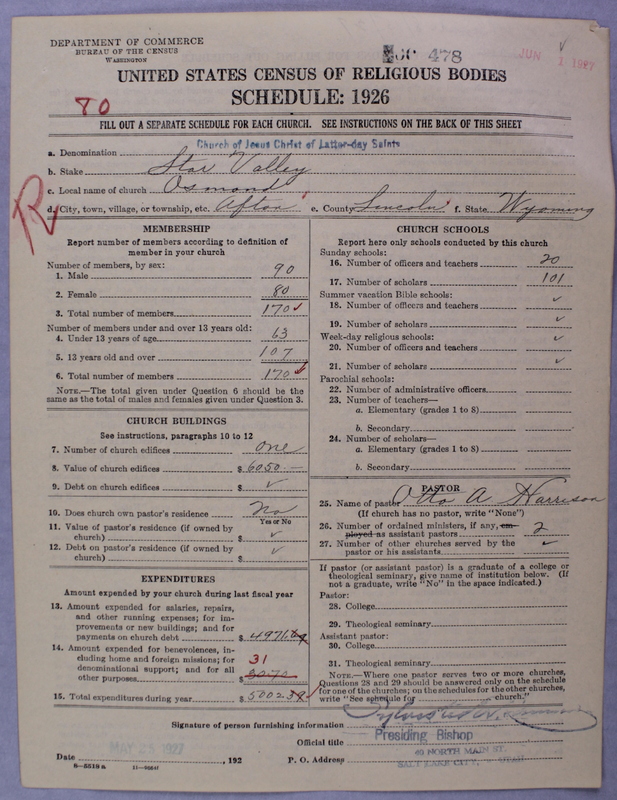 DEPARTMENT OF COMMERCE
BUREAU OF THE CENSUS
WASHINGTON
DOC 478
JUN 1 1927
UNITED STATES CENSUS OF RELIGIOUS BODIES
SCHEDULE: 1926
80
FILL OUT A SEPARATE SCHEDULE FOR EACH CHURCH. SEE INSTRUCTIONS ON THE BACK OF THIS SHEET
a. Denomination Church of Jesus Christ of Latter-day Saints
b. Stake Star Valley
c. Local name of church Osmond
d. City, town, village, or township, etc. Afton e. County Lincoln f. State Wyoming
R
MEMBERSHIP
Report number of members according to definition of
member in your church
Number of members, by sex:
1. Male 90
2. Female 80
3. Total number of members 170 ✓
Number of members under and over 13 years old:
4. Under 13 years of age 63
5. 13 years old and over 107
6. Total number of members 170 ✓
NOTE.—The total given under Question 6 should be
same as the total of males and females given under Question 3.
CHURCH BUILDINGS
See instructions, paragraphs 10 to 12
7. Number of church edifices one
8. Value of church edifices $ 6050.—
9. Debt on church edifices $ ✓
10. Does church own pastor's residence No
Yes or No
11. Value of pastor's residence (if owned by
church) $ ✓
12. Debt on pastor's residence (if owned by
church) $ ✓
EXPENDITURES
Amount expended by your church during last fiscal year
13. Amount expended for salaries, repairs,
and other running expenses; for im-
provements or new buildings; and for
payments on church debt $ 4971.
14. Amount expended for benevolences, in-
cluding home and foreign missions; for
denominational support; and for all 31
other purposes $
15. Total expenditures during year $ 5002. ✓
CHURCH SCHOOLS
Report here only schools conducted by this church
Sunday schools:
16. Number of officers and teachers 20
17. Number of scholars 101
Summer vacation Bible schools:
18. Number of officers and teachers ✓
19. Number of scholars ✓
Week-day religious schools:
20. Number of officers and teachers ✓
21. Number of scholars ✓
Parochial schools:
22. Number of administrative officers
23. Number of teachers—
a. Elementary (grades 1 to 8)
b. Secondary
24. Number of scholars—
a. Elementary (grades 1 to 8)
b. Secondary
PASTOR
25. Name of pastor Otto A. Harrison
(If church has no pastor, write "None")
26. Number of ordained ministers, if any, em-
ployed as assistant pastors 2
27. Number of other churches served by the
pastor or his assistants ✓
If pastor (or assistant pastor) is a graduate of a college or
theological seminary, give name of institution below. (If
not a graduate, write "No" in the space indicated.)
Pastor:
28. College
29. Theological seminary
Assistant pastor:
30. College
31. Theological seminary
NOTE.—Where one pastor serves two or more churches,
Questions 28 and 29 should be answered only on the schedule
for one of the churches; on the schedules for the other churches,
write "See schedule for church."
Signature of person furnishing information
Official title Presiding Bishop
40 NORTH MAIN ST.
Date MAY 25 1927, 192 P. O. Address SALT LAKE CITY, UTAH
8—5518a 11—9864f